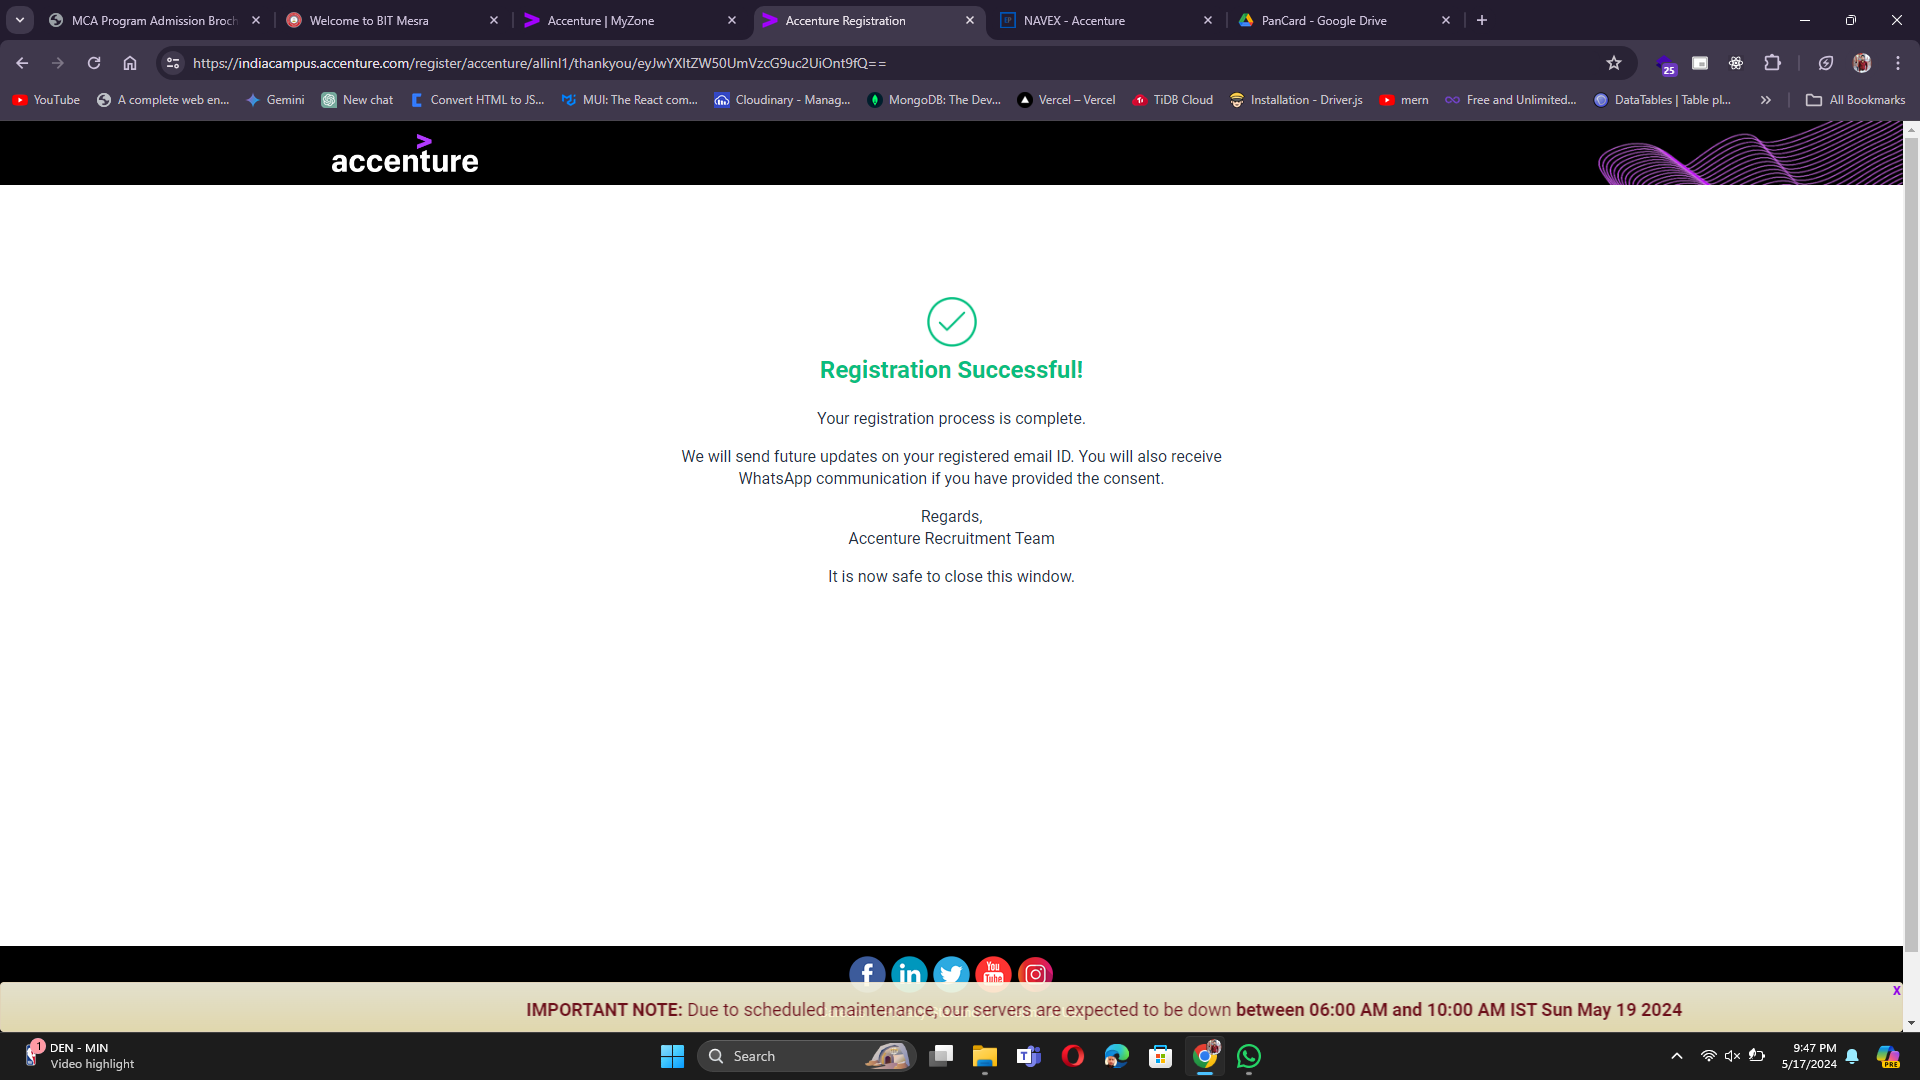 MCA Program Admission Broch
Welcome to BIT Mesra
Accenture | MyZone
Accenture Registration
NAVEX - Accenture
PanCard - Google Drive
https://indiacampus.accenture.com/register/accenture/allinl1/thankyou/eyJwYXltZW50UmVzcG9uc2UiOnt9fQ==
25
YouTube
A complete web en...
Gemini
New chat
Convert HTML to JS...
MUI: The React com...
Cloudinary - Manag...
MongoDB: The Dev...
Vercel – Vercel
TiDB Cloud
Installation - Driver.js
mern
Free and Unlimited...
DataTables | Table pl...
All Bookmarks
accenture
Registration Successful!
Your registration process is complete.
We will send future updates on your registered email ID. You will also receive
WhatsApp communication if you have provided the consent.
Regards,
Accenture Recruitment Team
It is now safe to close this window.
You
Tube
X
IMPORTANT NOTE: Due to scheduled maintenance, our servers are expected to be down between 06:00 AM and 10:00 AM IST Sun May 19 2024
1
DEN - MIN
Video highlight
Search
9:47 PM
5/17/2024
PRE